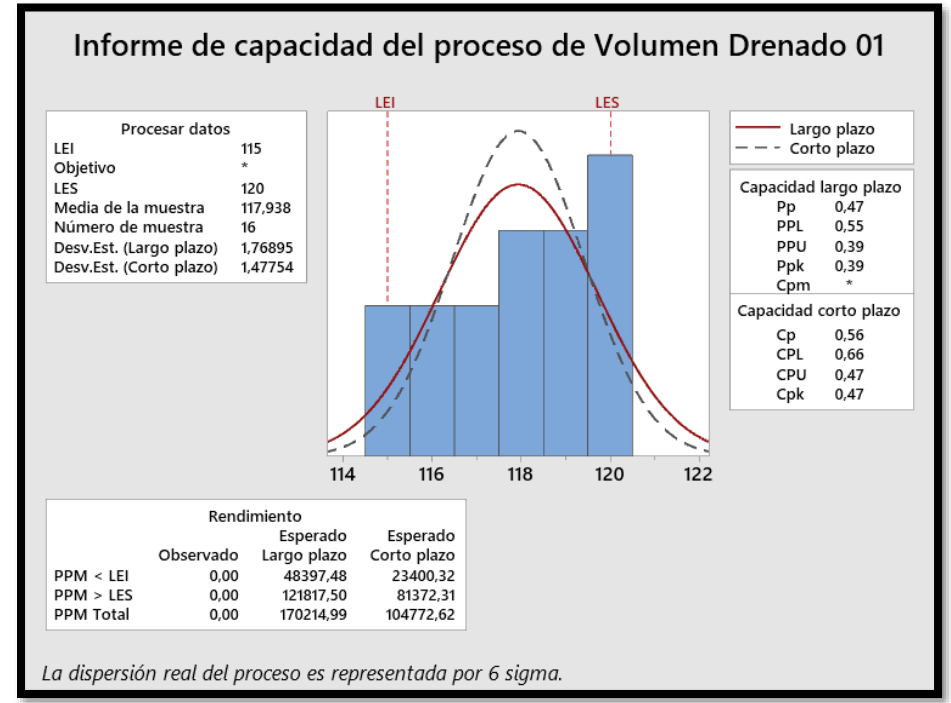 Informe de capacidad del proceso de Volumen Drenado 01
Procesar datos
LEI 115
Objetivo *
LES 120
Media de la muestra 117,938
Número de muestra 16
Desv.Est. (Largo plazo) 1,76895
Desv.Est. (Corto plazo) 1,47754
LEI LES
114 116 118 120 122
Largo plazo
Corto plazo
Capacidad largo plazo
Pp 0,47
PPL 0,55
PPU 0,39
Ppk 0,39
Cpm *
Capacidad corto plazo
Cp 0,56
CPL 0,66
CPU 0,47
Cpk 0,47
Rendimiento
Esperado Esperado
Observado Largo plazo Corto plazo
PPM < LEI 0,00 48397,48 23400,32
PPM > LES 0,00 121817,50 81372,31
PPM Total 0,00 170214,99 104772,62
La dispersión real del proceso es representada por 6 sigma.